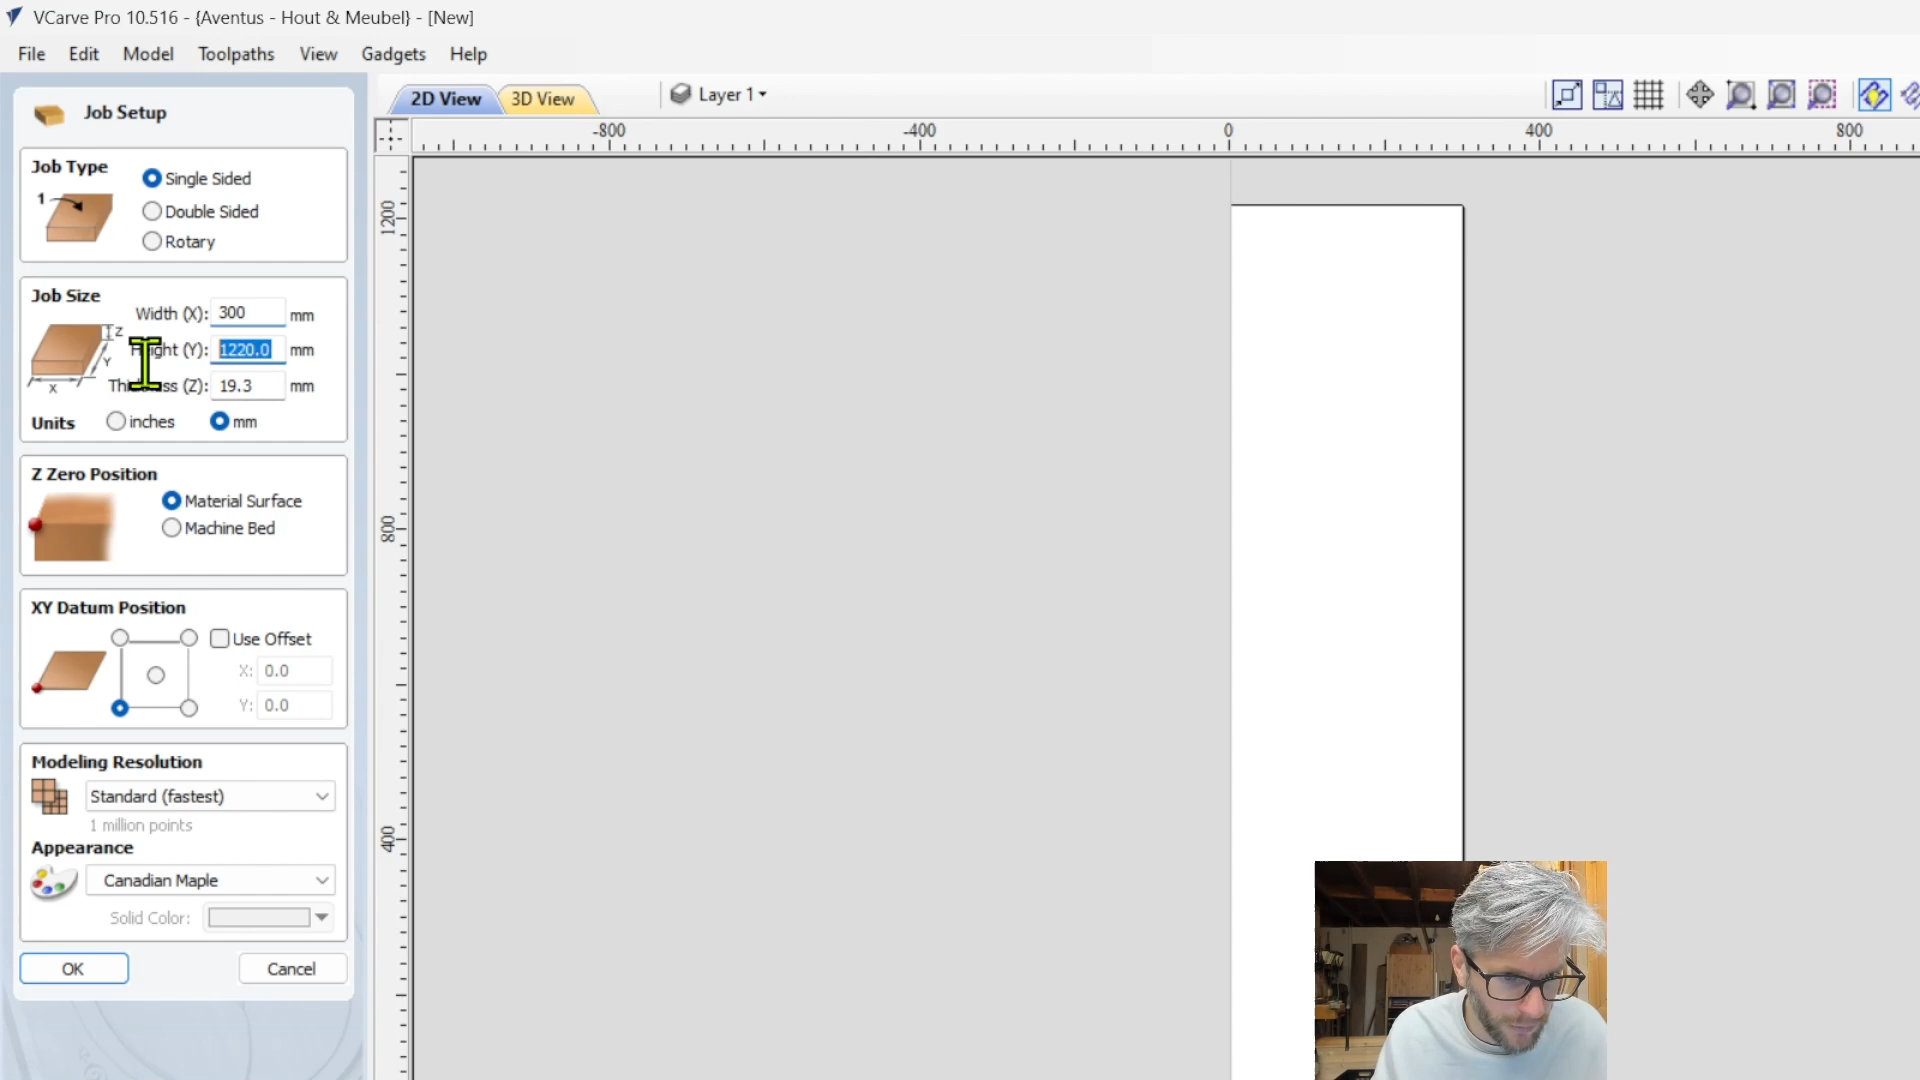 VCarve Pro 10.516 - {Aventus - Hout & Meubel} - [New]
File Edit Model Toolpaths View Gadgets Help
Job Setup
2D View 3D View Layer 1
-800 -400 0 400 800
1200
800
400
Job Type
1
Single Sided
Double Sided
Rotary
Job Size
Width (X): 300 mm
Height (Y): 1220.0 mm
Thickness (Z): 19.3 mm
Z
Y
X
Units inches mm
Z Zero Position
Material Surface
Machine Bed
XY Datum Position
Use Offset
X: 0.0
Y: 0.0
Modeling Resolution
Standard (fastest)
1 million points
Appearance
Canadian Maple
Solid Color:
OK Cancel